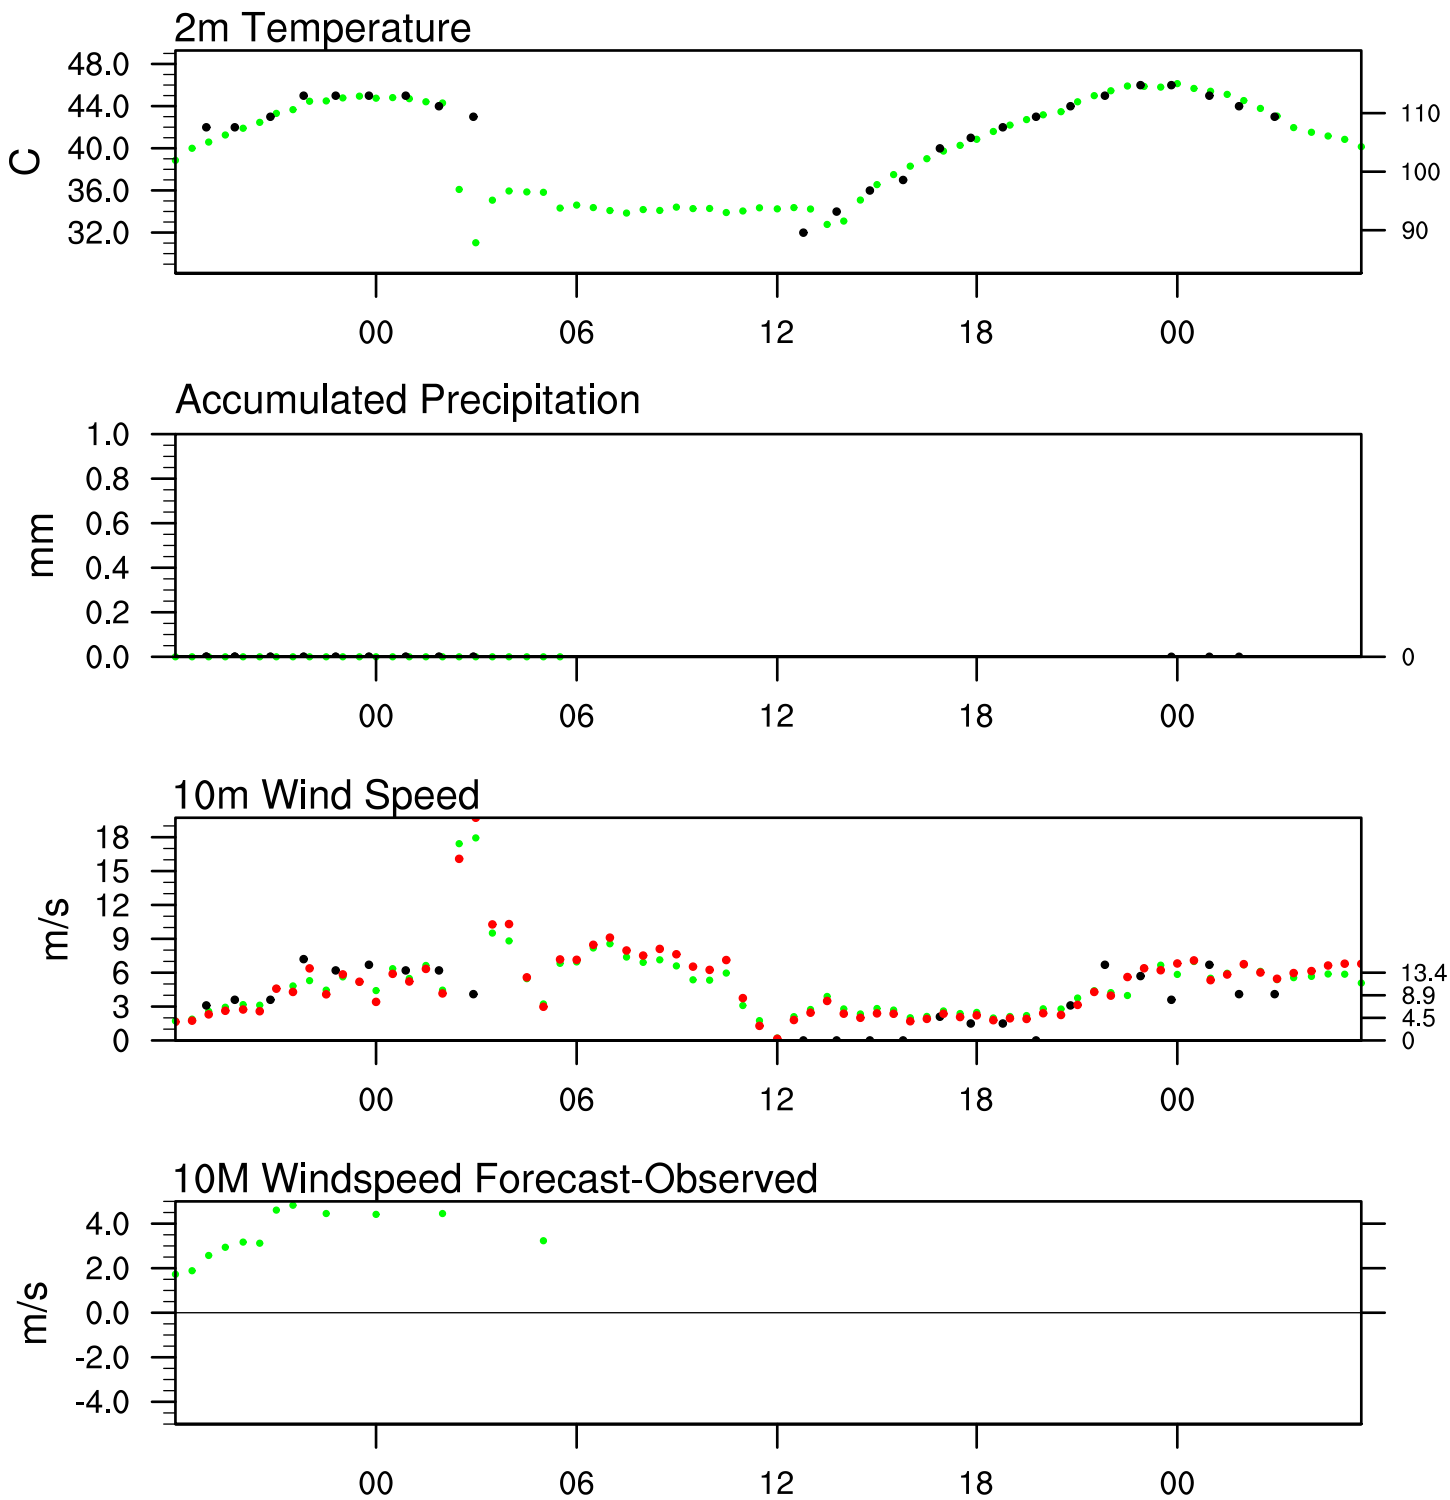 2m Temperature
48.0
44.0
40.0
36.0
32.0
C
110
100
90
00 06 12 18 00
Accumulated Precipitation
1.0
0.8
0.6
0.4
0.2
0.0
mm
0
00 06 12 18 00
10m Wind Speed
18
15
12
9
6
3
0
m/s
13.4
8.9
4.5
0
00 06 12 18 00
10M Windspeed Forecast-Observed
4.0
2.0
0.0
-2.0
-4.0
m/s
00 06 12 18 00